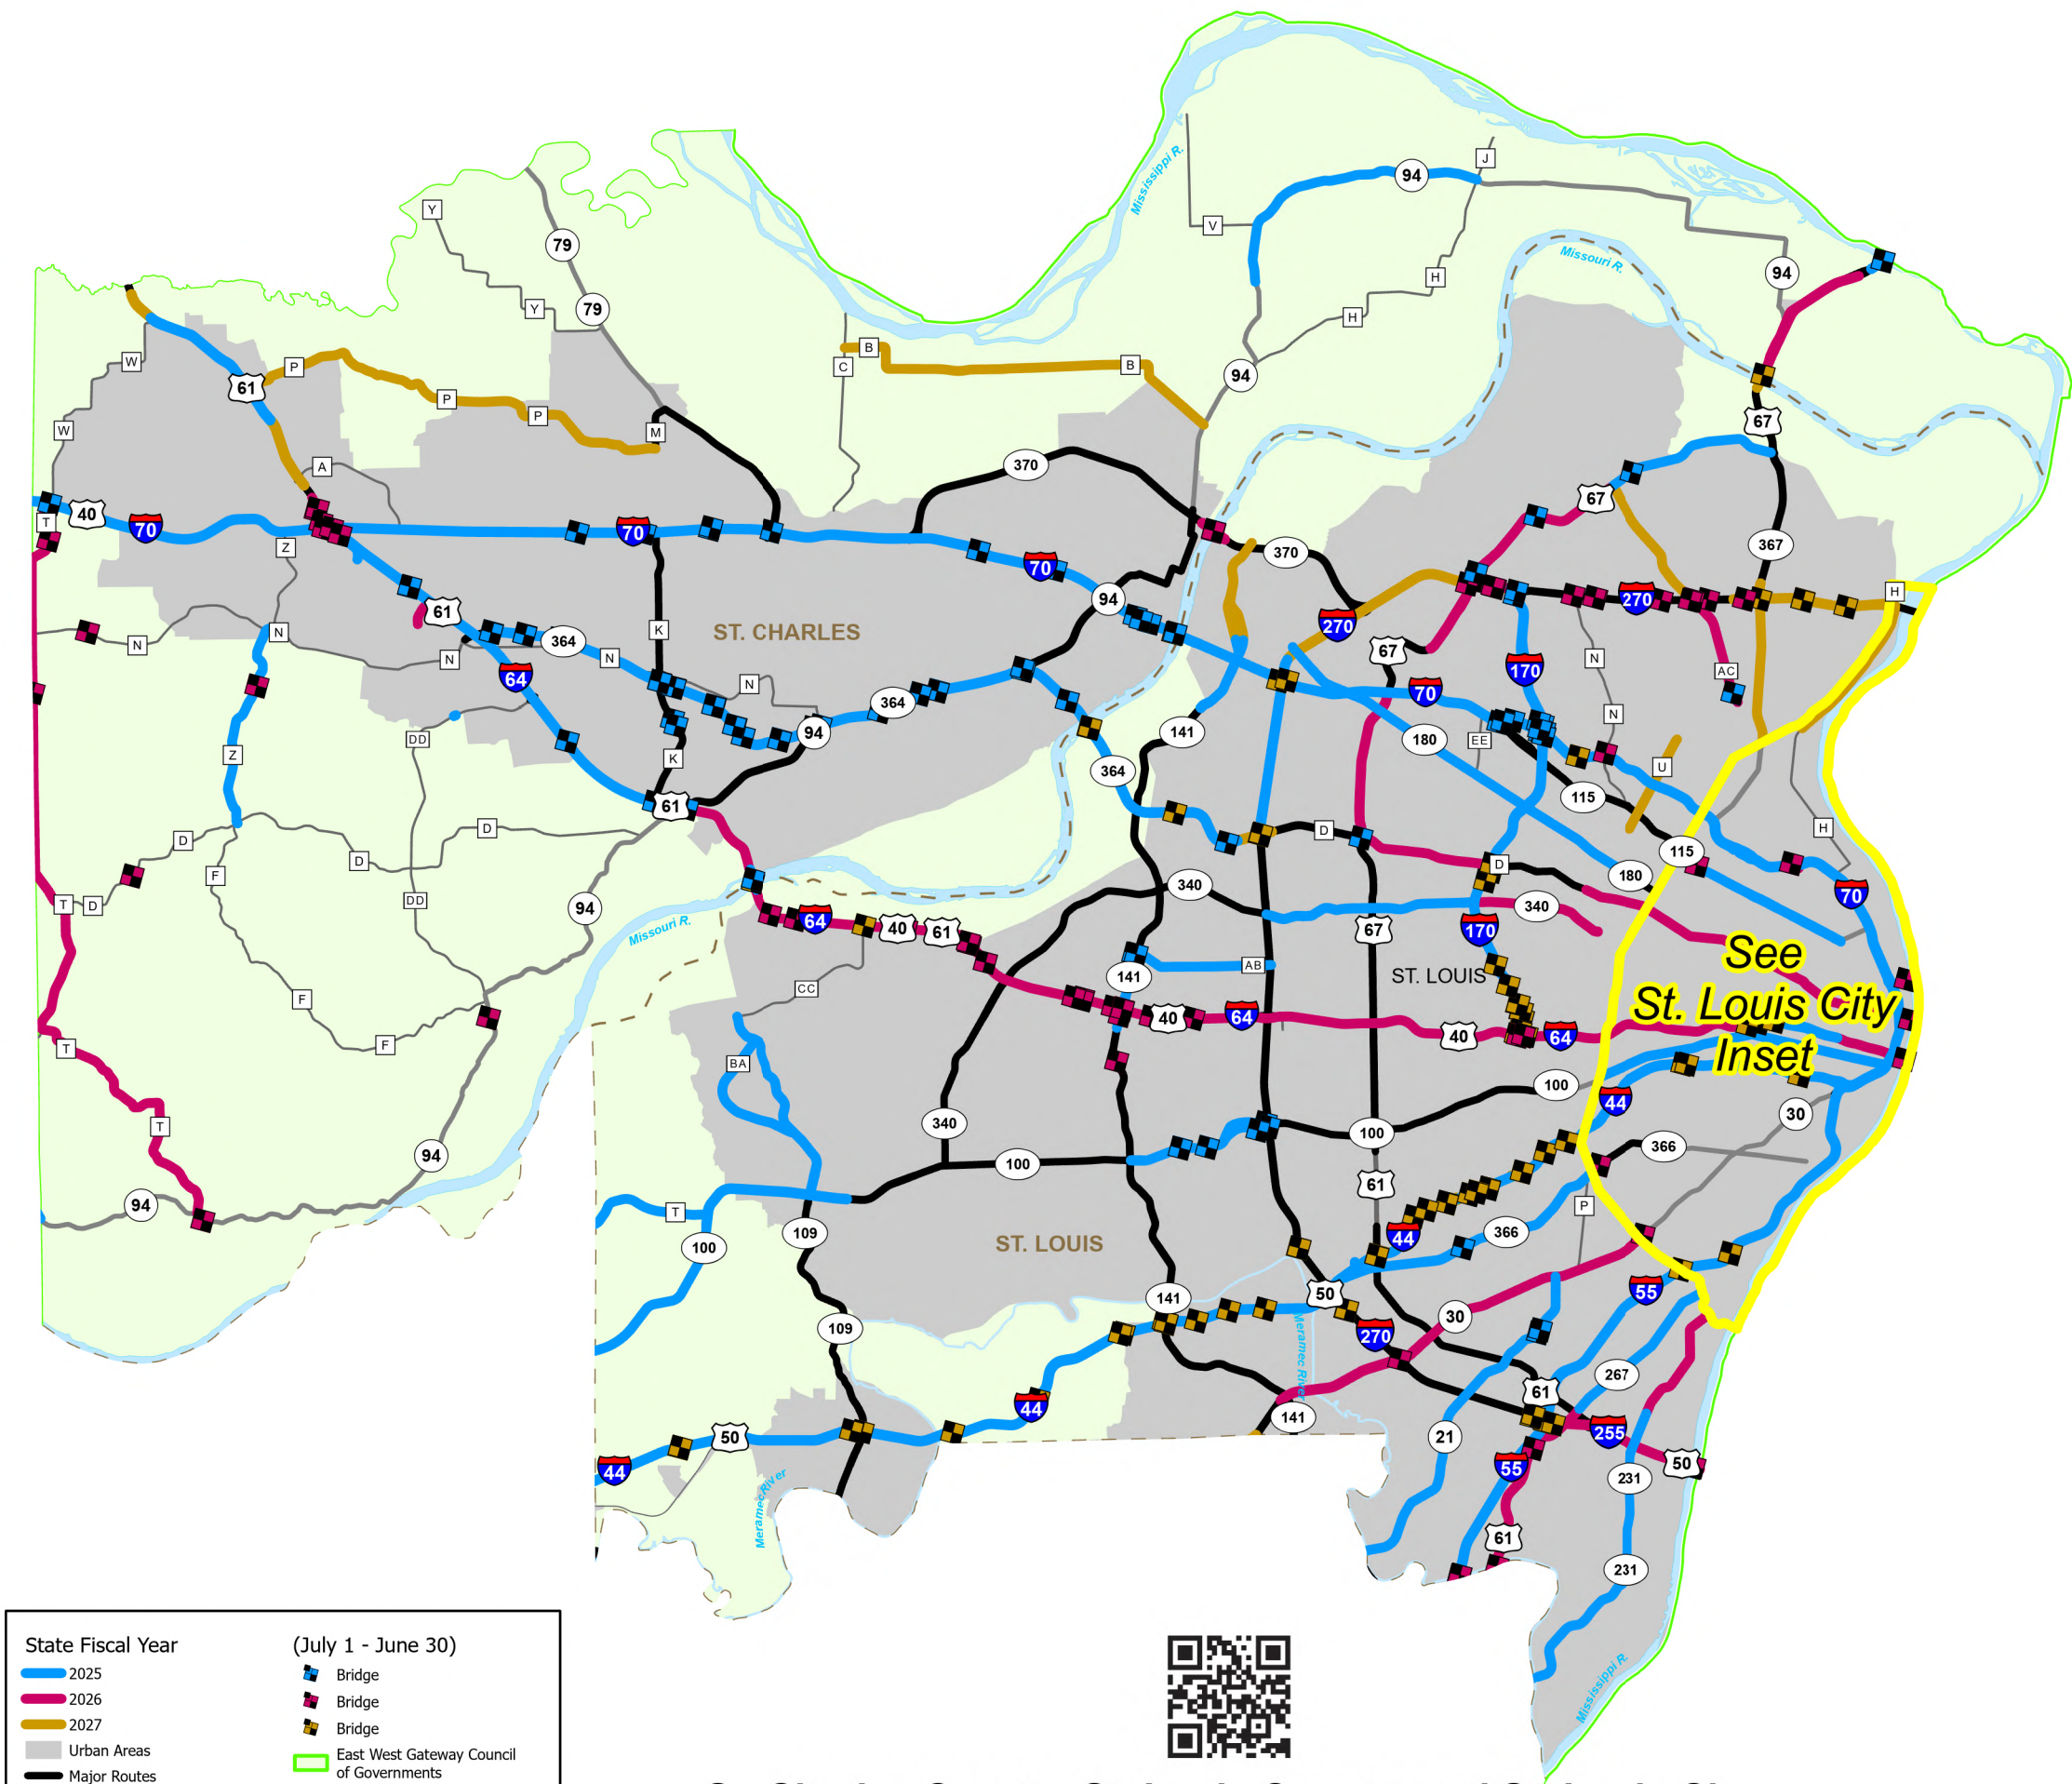 Mississippi R.
J
94
V
Missouri R.
Y
79
H
94
Y
79
H
W
B
C
B
94
61
P
P
P
67
W
M
A
370
67
40
70
T
70
370
367
Z
70
94
270
H
61
270
N
364
K
ST. CHARLES
67
N
N
N
64
N
170
AC
N
70
364
N
94
141
180
EE
DD
Z
K
364
U
61
115
D
D
D
H
D
115
D
F
340
180
70
T
D
DD
94
64
40
61
67
340
170
Missouri R.
See
141
AB
ST. LOUIS
CC
F
St. Louis City
40
64
40
64
T
F
BA
Inset
100
44
30
T
340
100
366
94
100
61
P
94
T
109
100
ST. LOUIS
44
366
55
141
50
Meramec River
30
109
270
267
61
44
141
50
21
255
44
50
55
231
Meramec River
61
231
Mississippi R.
State Fiscal Year
(July 1 - June 30)
2025
Bridge
2026
Bridge
2027
Bridge
Urban Areas
East West Gateway Council
of Governments
Major Routes